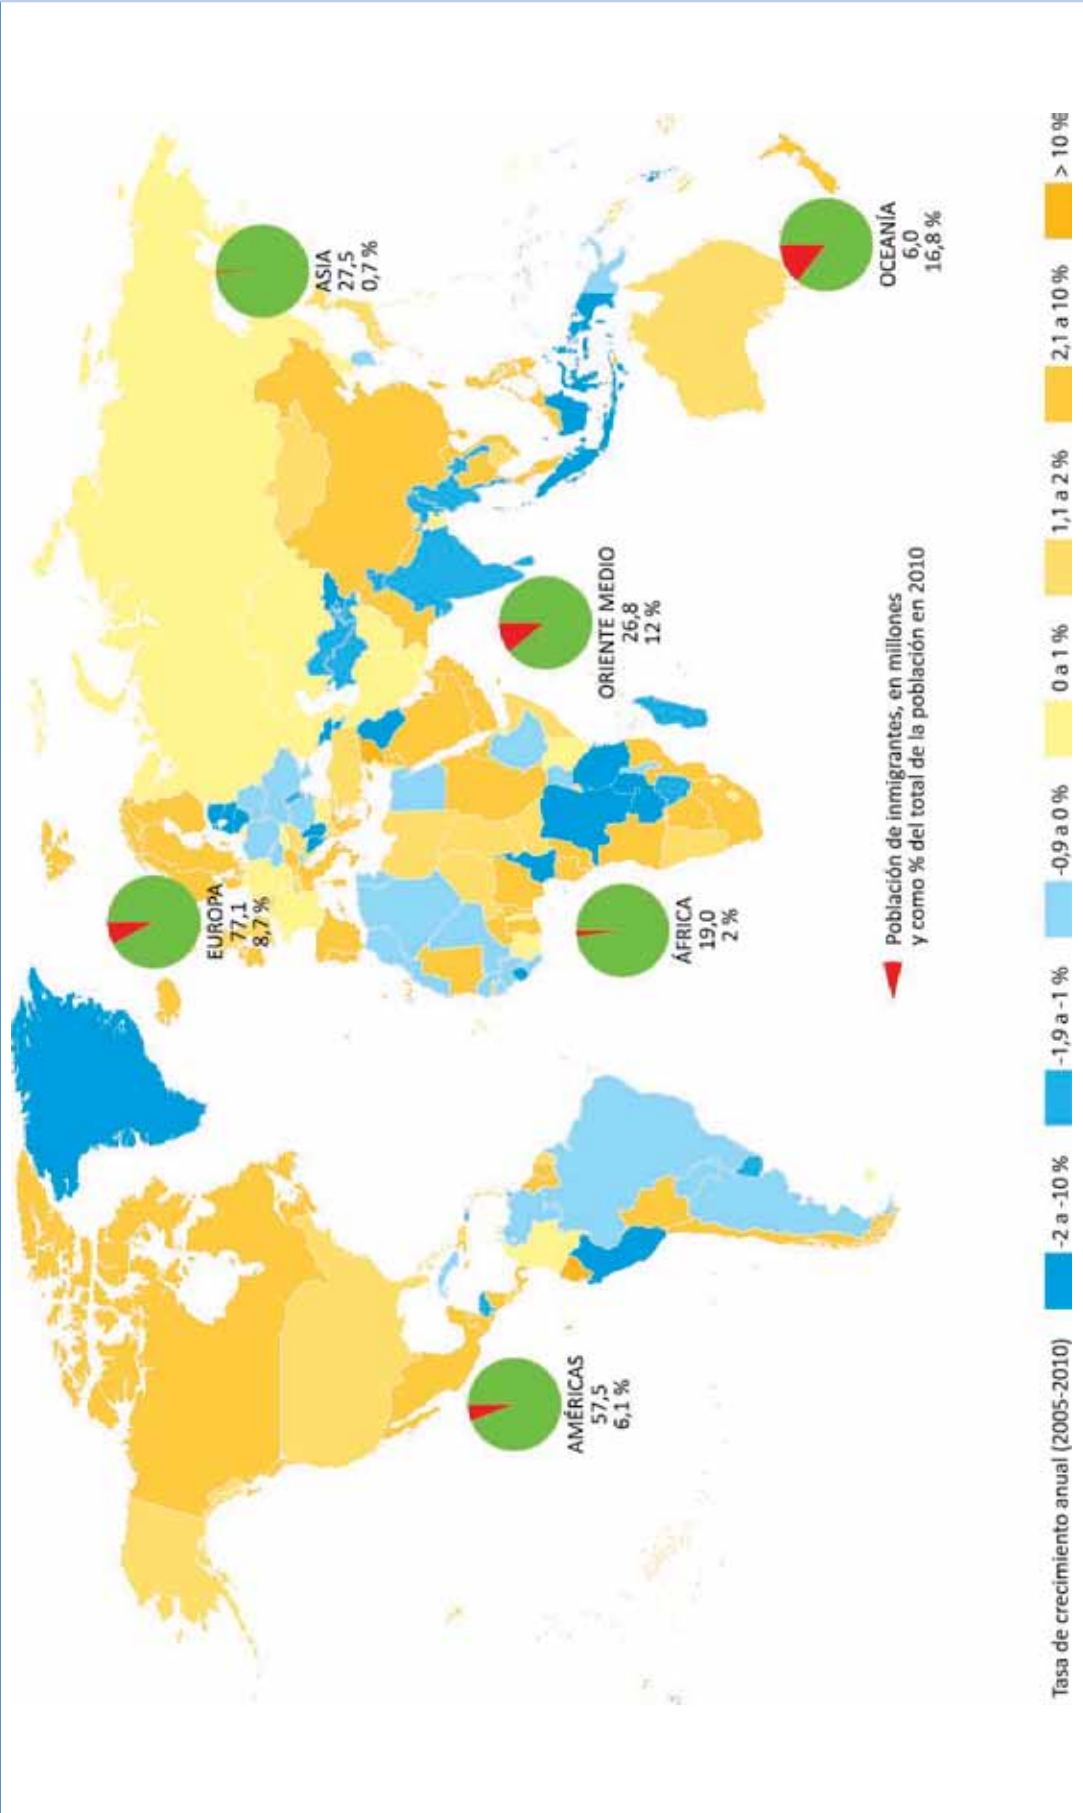 EUROPA
77,1
8,7 %
ASIA
27,5
0,7 %
AMÉRICAS
57,5
6,1 %
ORIENTE MEDIO
26,8
12 %
ÁFRICA
19,0
2 %
OCEANÍA
6,0
16,8 %
Población de inmigrantes, en millones
y como % del total de la población en 2010
Tasa de crecimiento anual (2005-2010)
-2 a -10 %
-1,9 a -1 %
-0,9 a 0 %
0 a 1 %
1,1 a 2 %
2,1 a 10 %
> 10 %